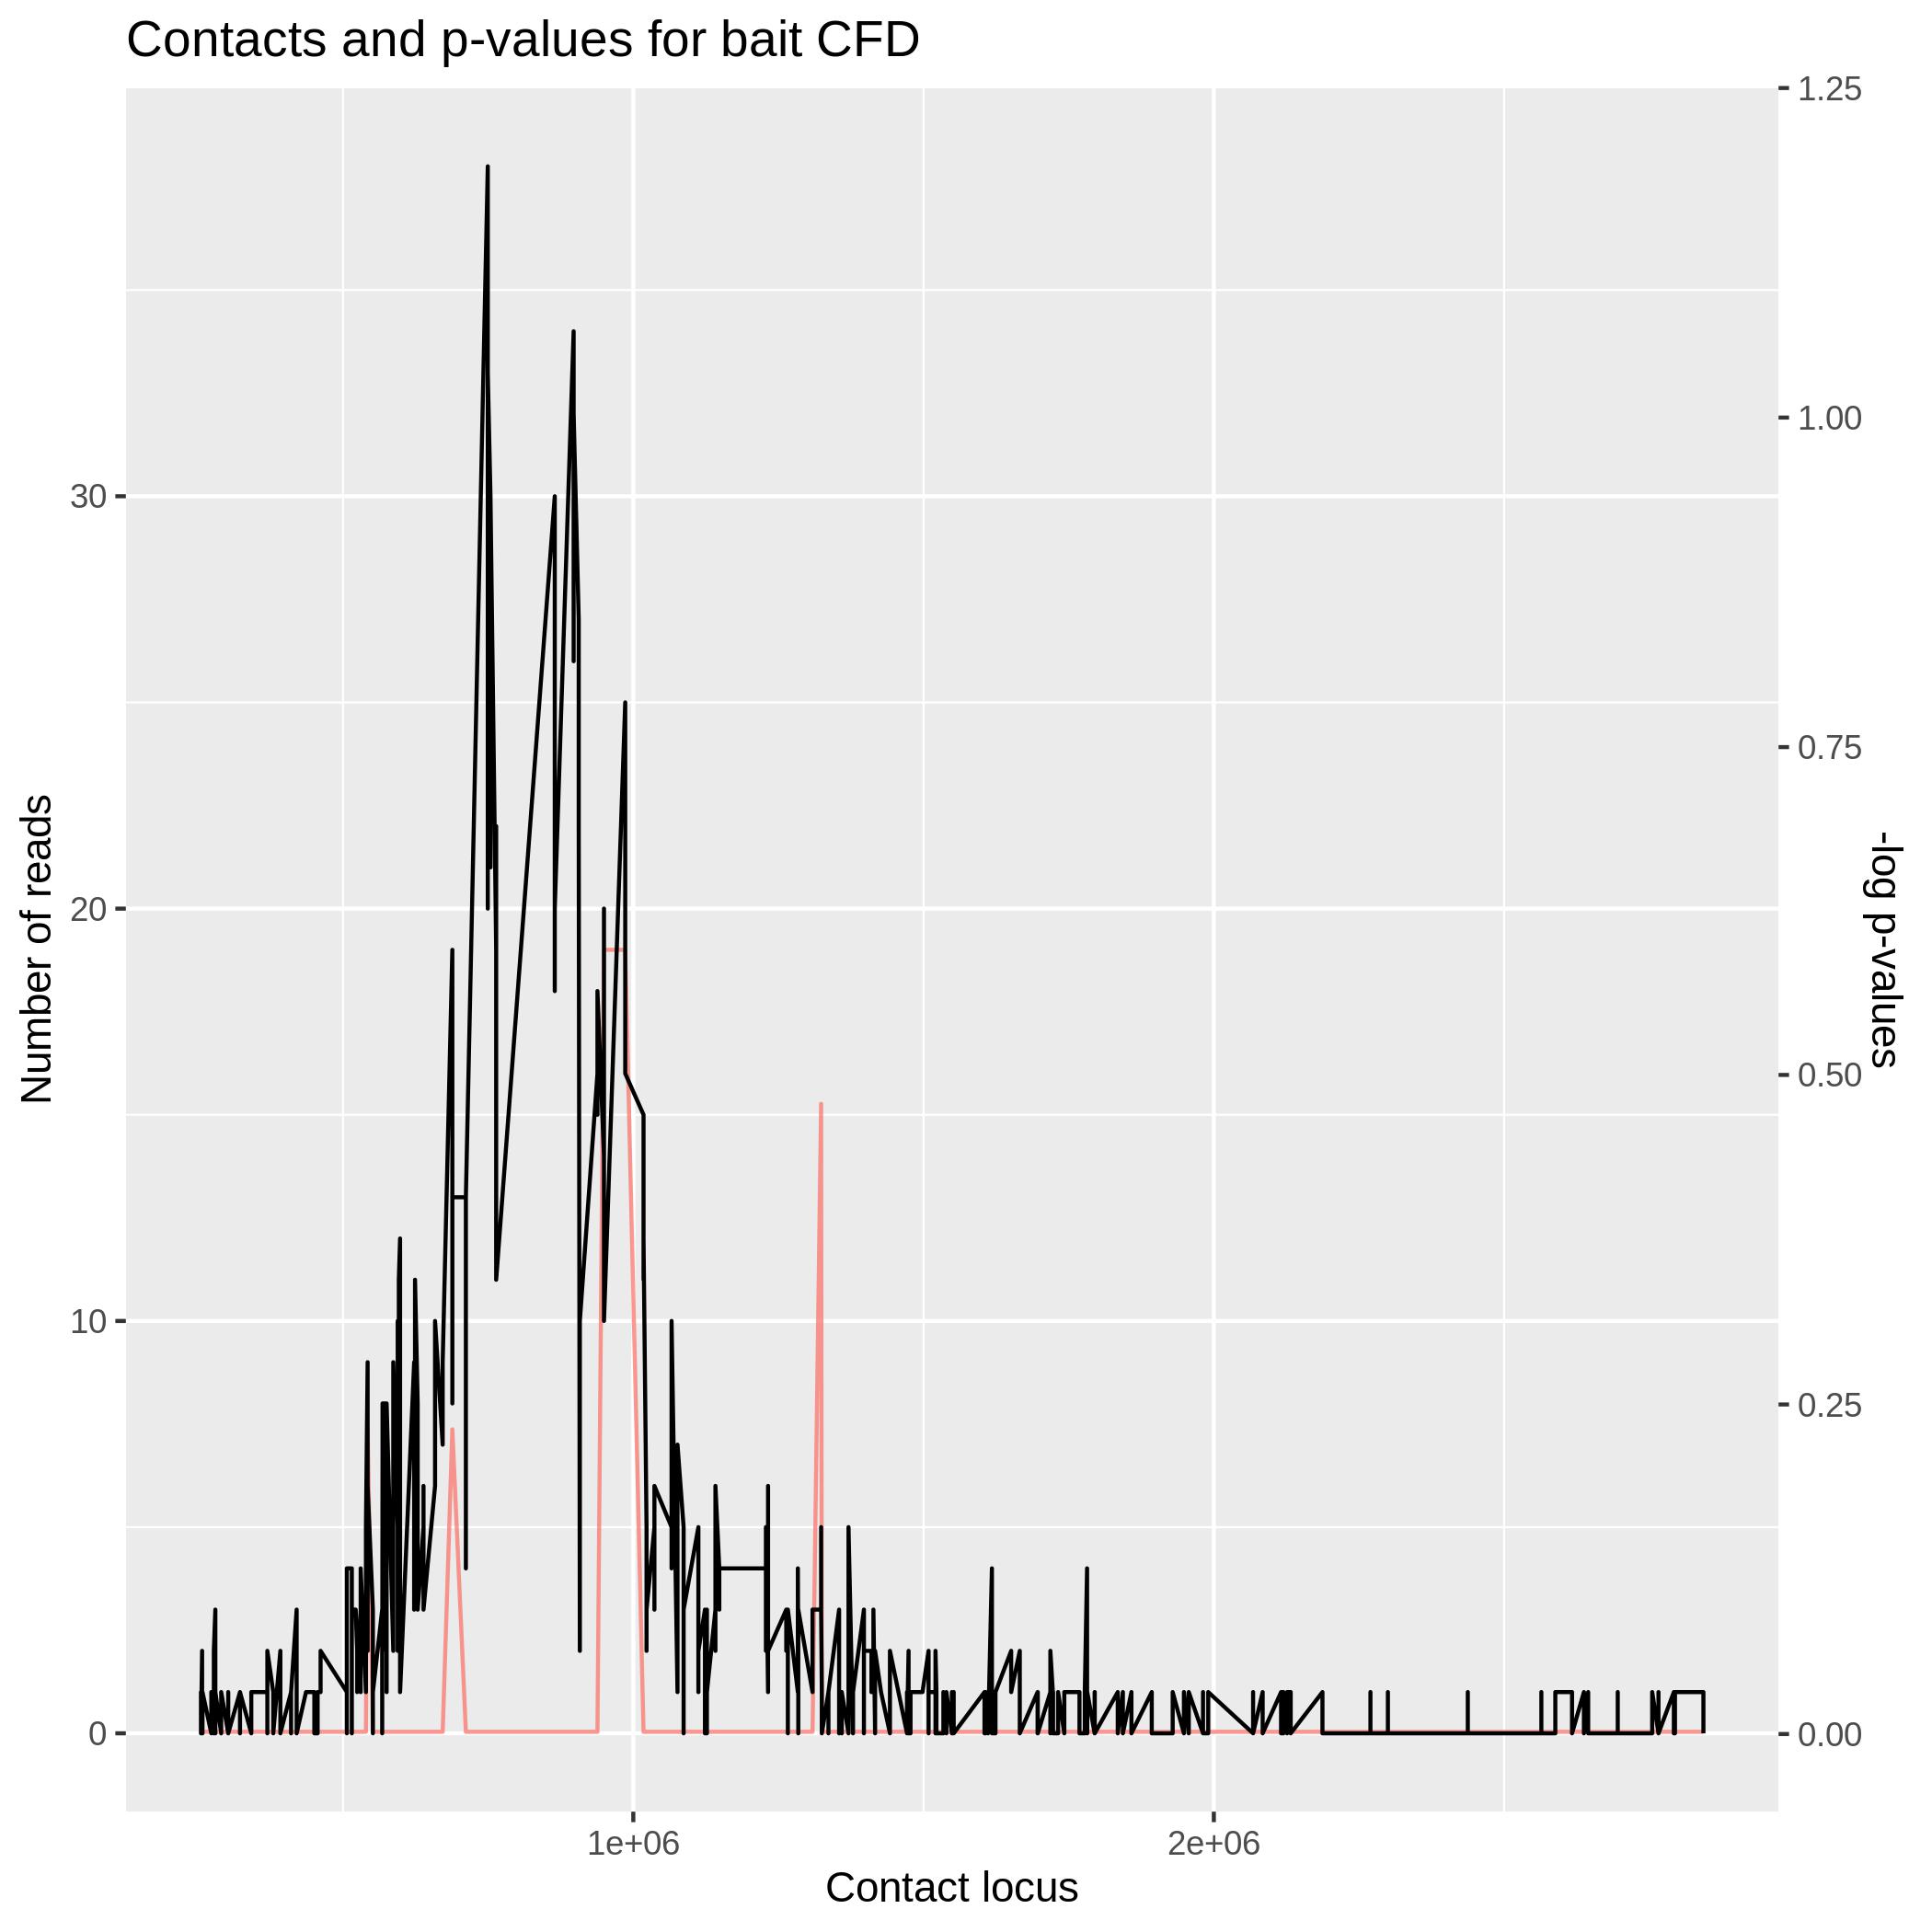 Contacts and p-values for bait CFD
1.25
1.00
30
0.75
20
0.50
10
0.25
0
0.00
Number of reads
-log p-values
1e+06
2e+06
Contact locus